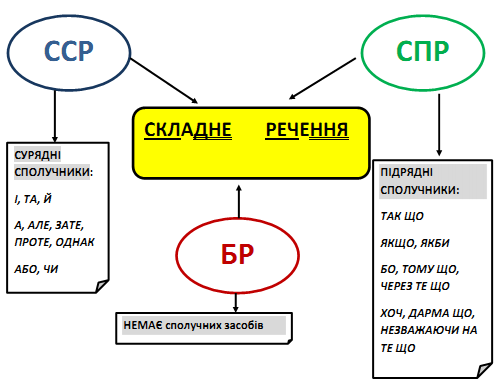 ССР
СПР
СКЛАДНЕ РЕЧЕННЯ
СУРЯДНІ
СПОЛУЧНИКИ:
І, ТА, Й
А, АЛЕ, ЗАТЕ,
ПРОТЕ, ОДНАК
АБО, ЧИ
БР
НЕМАЄ сполучних засобів
ПІДРЯДНІ
СПОЛУЧНИКИ:
ТАК ЩО
ЯКЩО, ЯКБИ
БО, ТОМУ ЩО,
ЧЕРЕЗ ТЕ ЩО
ХОЧ, ДАРМА ЩО,
НЕЗВАЖАЮЧИ НА
ТЕ ЩО